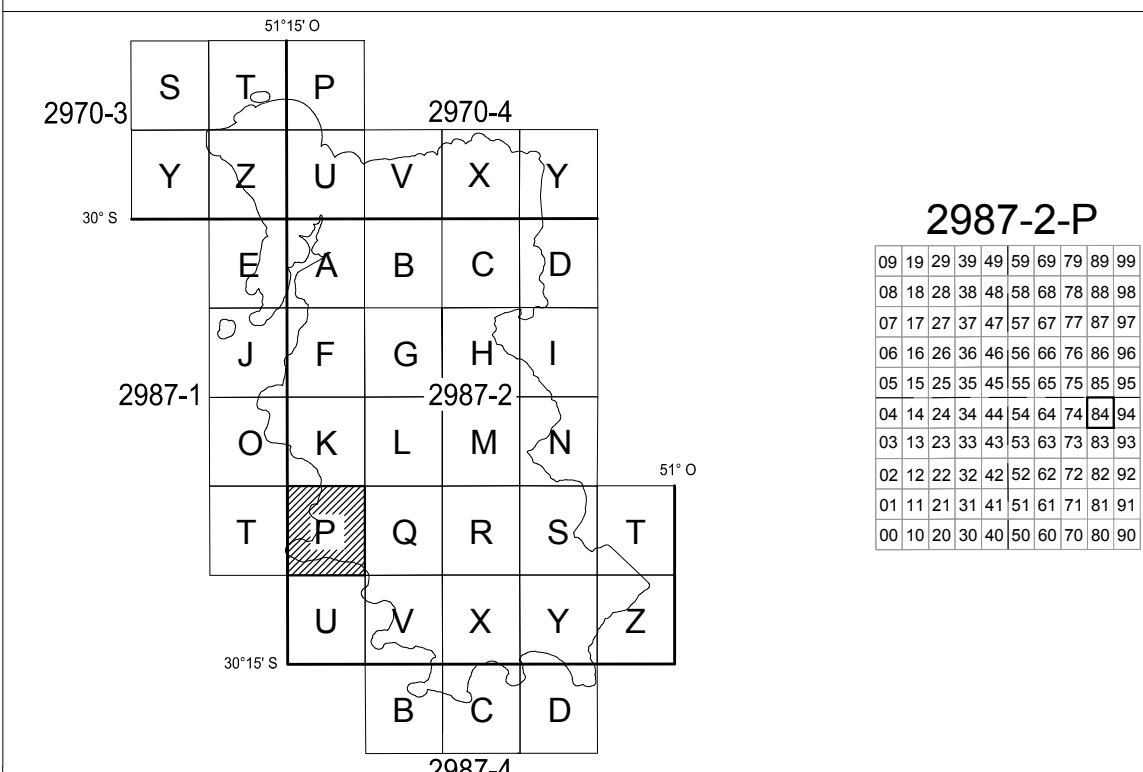 51°15' O
S T P
2970-3 2970-4
Y Z U V X Y
30° S
E A B C D
J F G H I
2987-1 2987-2
O K L M N
51° O
T P Q R S T
U V X Y Z
30°15' S
B C D
2987-4
2987-2-P
09 19 29 39 49 59 69 79 89 99
08 18 28 38 48 58 68 78 88 98
07 17 27 37 47 57 67 77 87 97
06 16 26 36 46 56 66 76 86 96
05 15 25 35 45 55 65 75 85 95
04 14 24 34 44 54 64 74 84 94
03 13 23 33 43 53 63 73 83 93
02 12 22 32 42 52 62 72 82 92
01 11 21 31 41 51 61 71 81 91
00 10 20 30 40 50 60 70 80 90